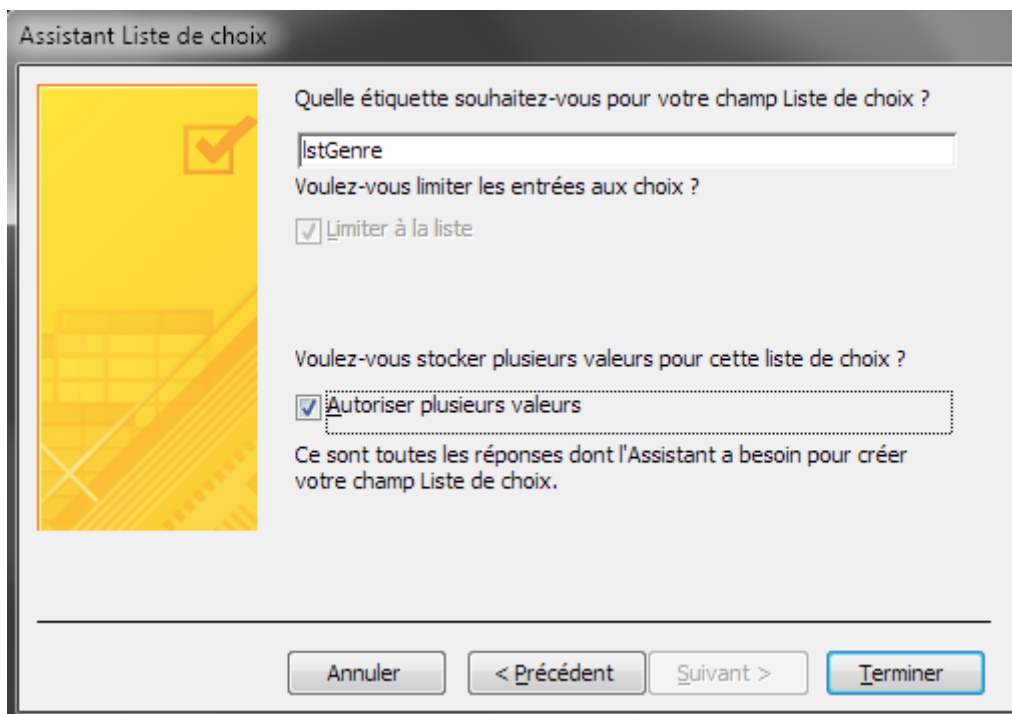 Assistant Liste de choix
Quelle étiquette souhaitez-vous pour votre champ Liste de choix ?
lstGenre
Voulez-vous limiter les entrées aux choix ?
Limiter à la liste
Voulez-vous stocker plusieurs valeurs pour cette liste de choix ?
Autoriser plusieurs valeurs
Ce sont toutes les réponses dont l'Assistant a besoin pour créer
votre champ Liste de choix.
Annuler
< Précédent
Suivant >
Terminer